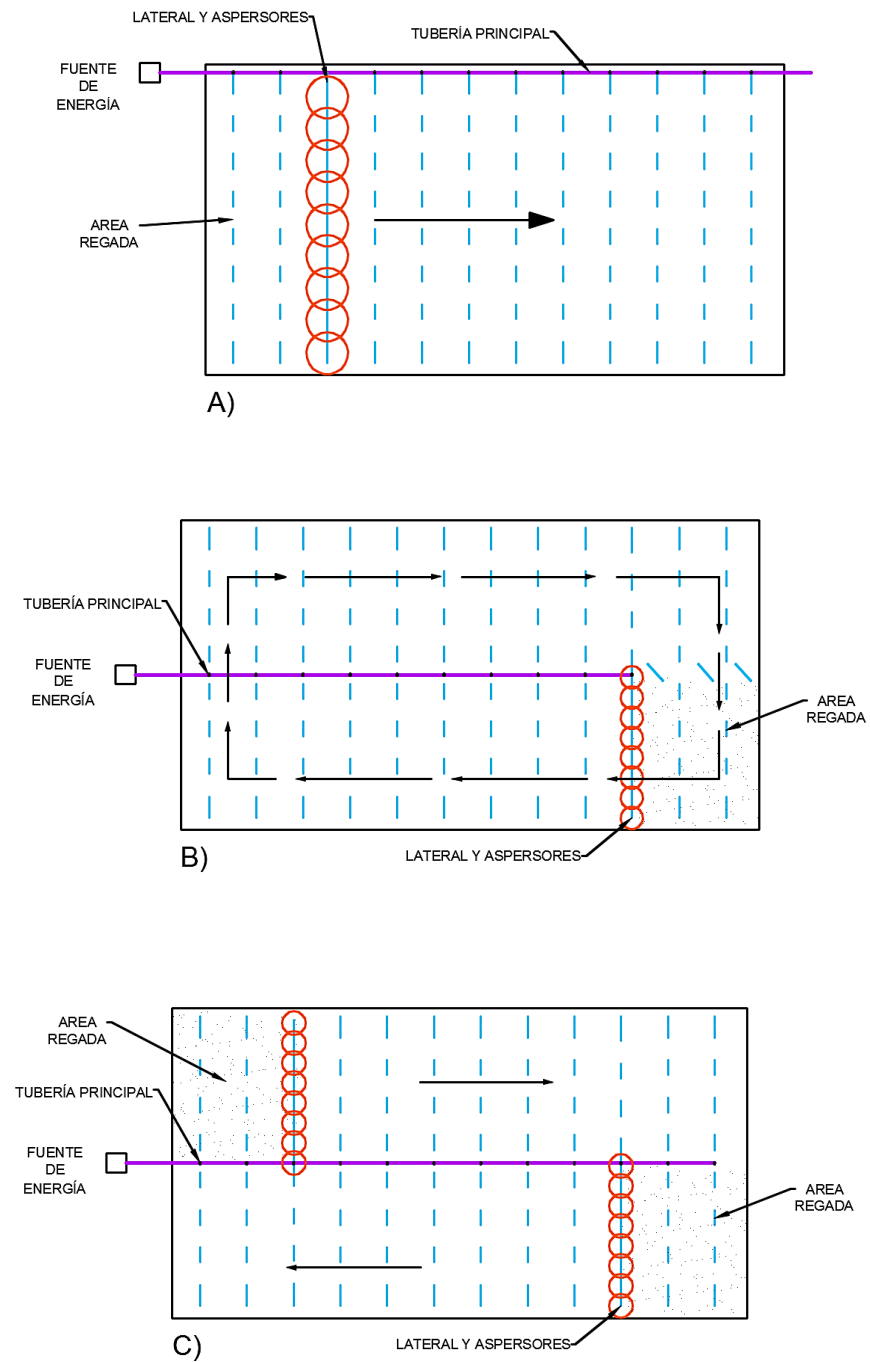 LATERAL Y ASPERSORES
TUBERÍA PRINCIPAL
FUENTE
DE
ENERGÍA
AREA
REGADA
A)
TUBERÍA PRINCIPAL
FUENTE
DE
ENERGÍA
AREA
REGADA
LATERAL Y ASPERSORES
B)
AREA
REGADA
TUBERÍA PRINCIPAL
FUENTE
DE
ENERGÍA
AREA
REGADA
LATERAL Y ASPERSORES
C)